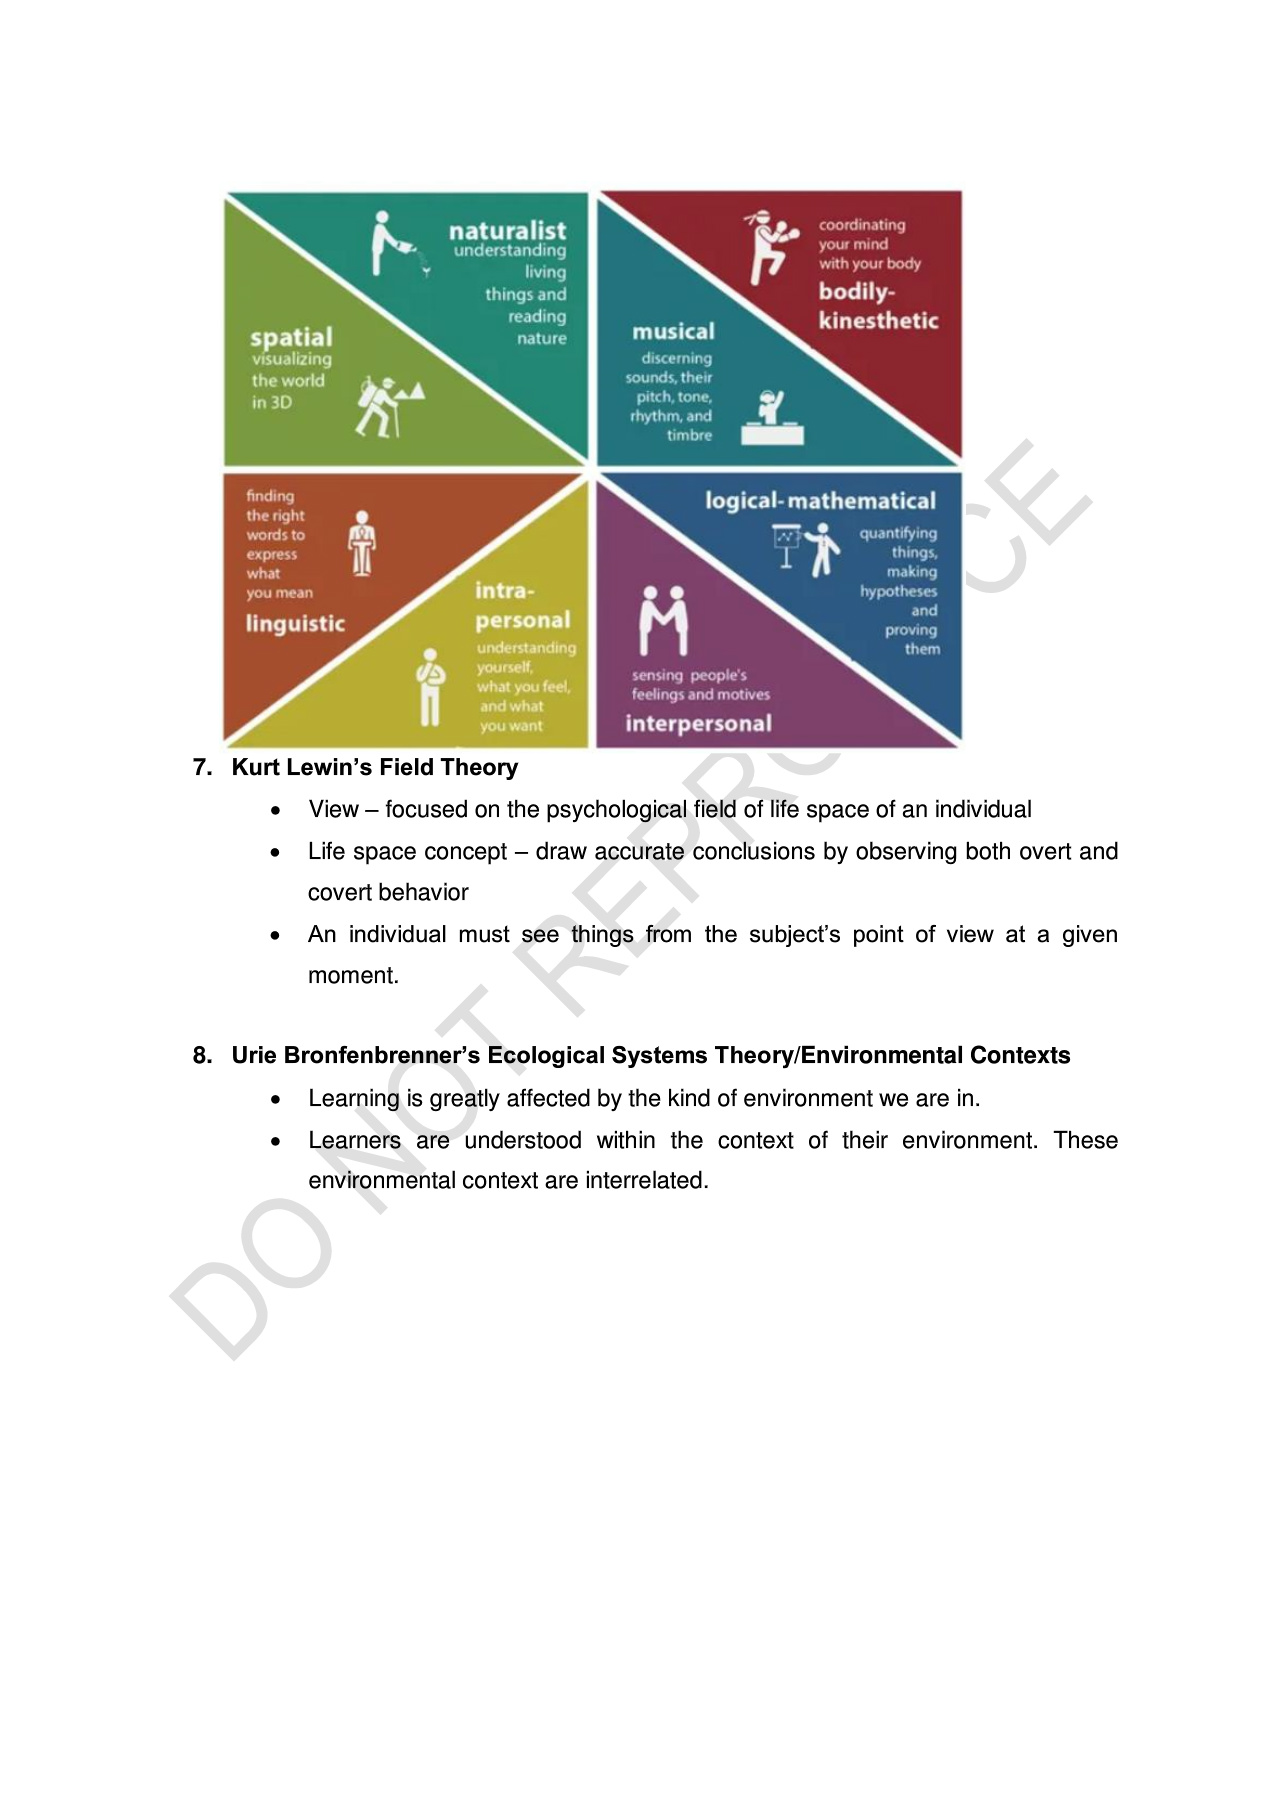 naturalist
understanding
living
things and
reading
nature
spatial
visualizing
the world
in 3D
coordinating
your mind
with your body
bodily-
kinesthetic
musical
discerning
sounds, their
pitch, tone,
rhythm, and
timbre
finding
the right
words to
express
what
you mean
linguistic
intra-
personal
understanding
yourself,
what you feel,
and what
you want
logical-mathematical
quantifying
things,
making
hypotheses
and
proving
them
sensing people's
feelings and motives
interpersonal
7. Kurt Lewin’s Field Theory
• View – focused on the psychological field of life space of an individual
• Life space concept – draw accurate conclusions by observing both overt and
covert behavior
• An individual must see things from the subject’s point of view at a given
moment.
8. Urie Bronfenbrenner’s Ecological Systems Theory/Environmental Contexts
• Learning is greatly affected by the kind of environment we are in.
• Learners are understood within the context of their environment. These
environmental context are interrelated.
DO NOT REPRO CE